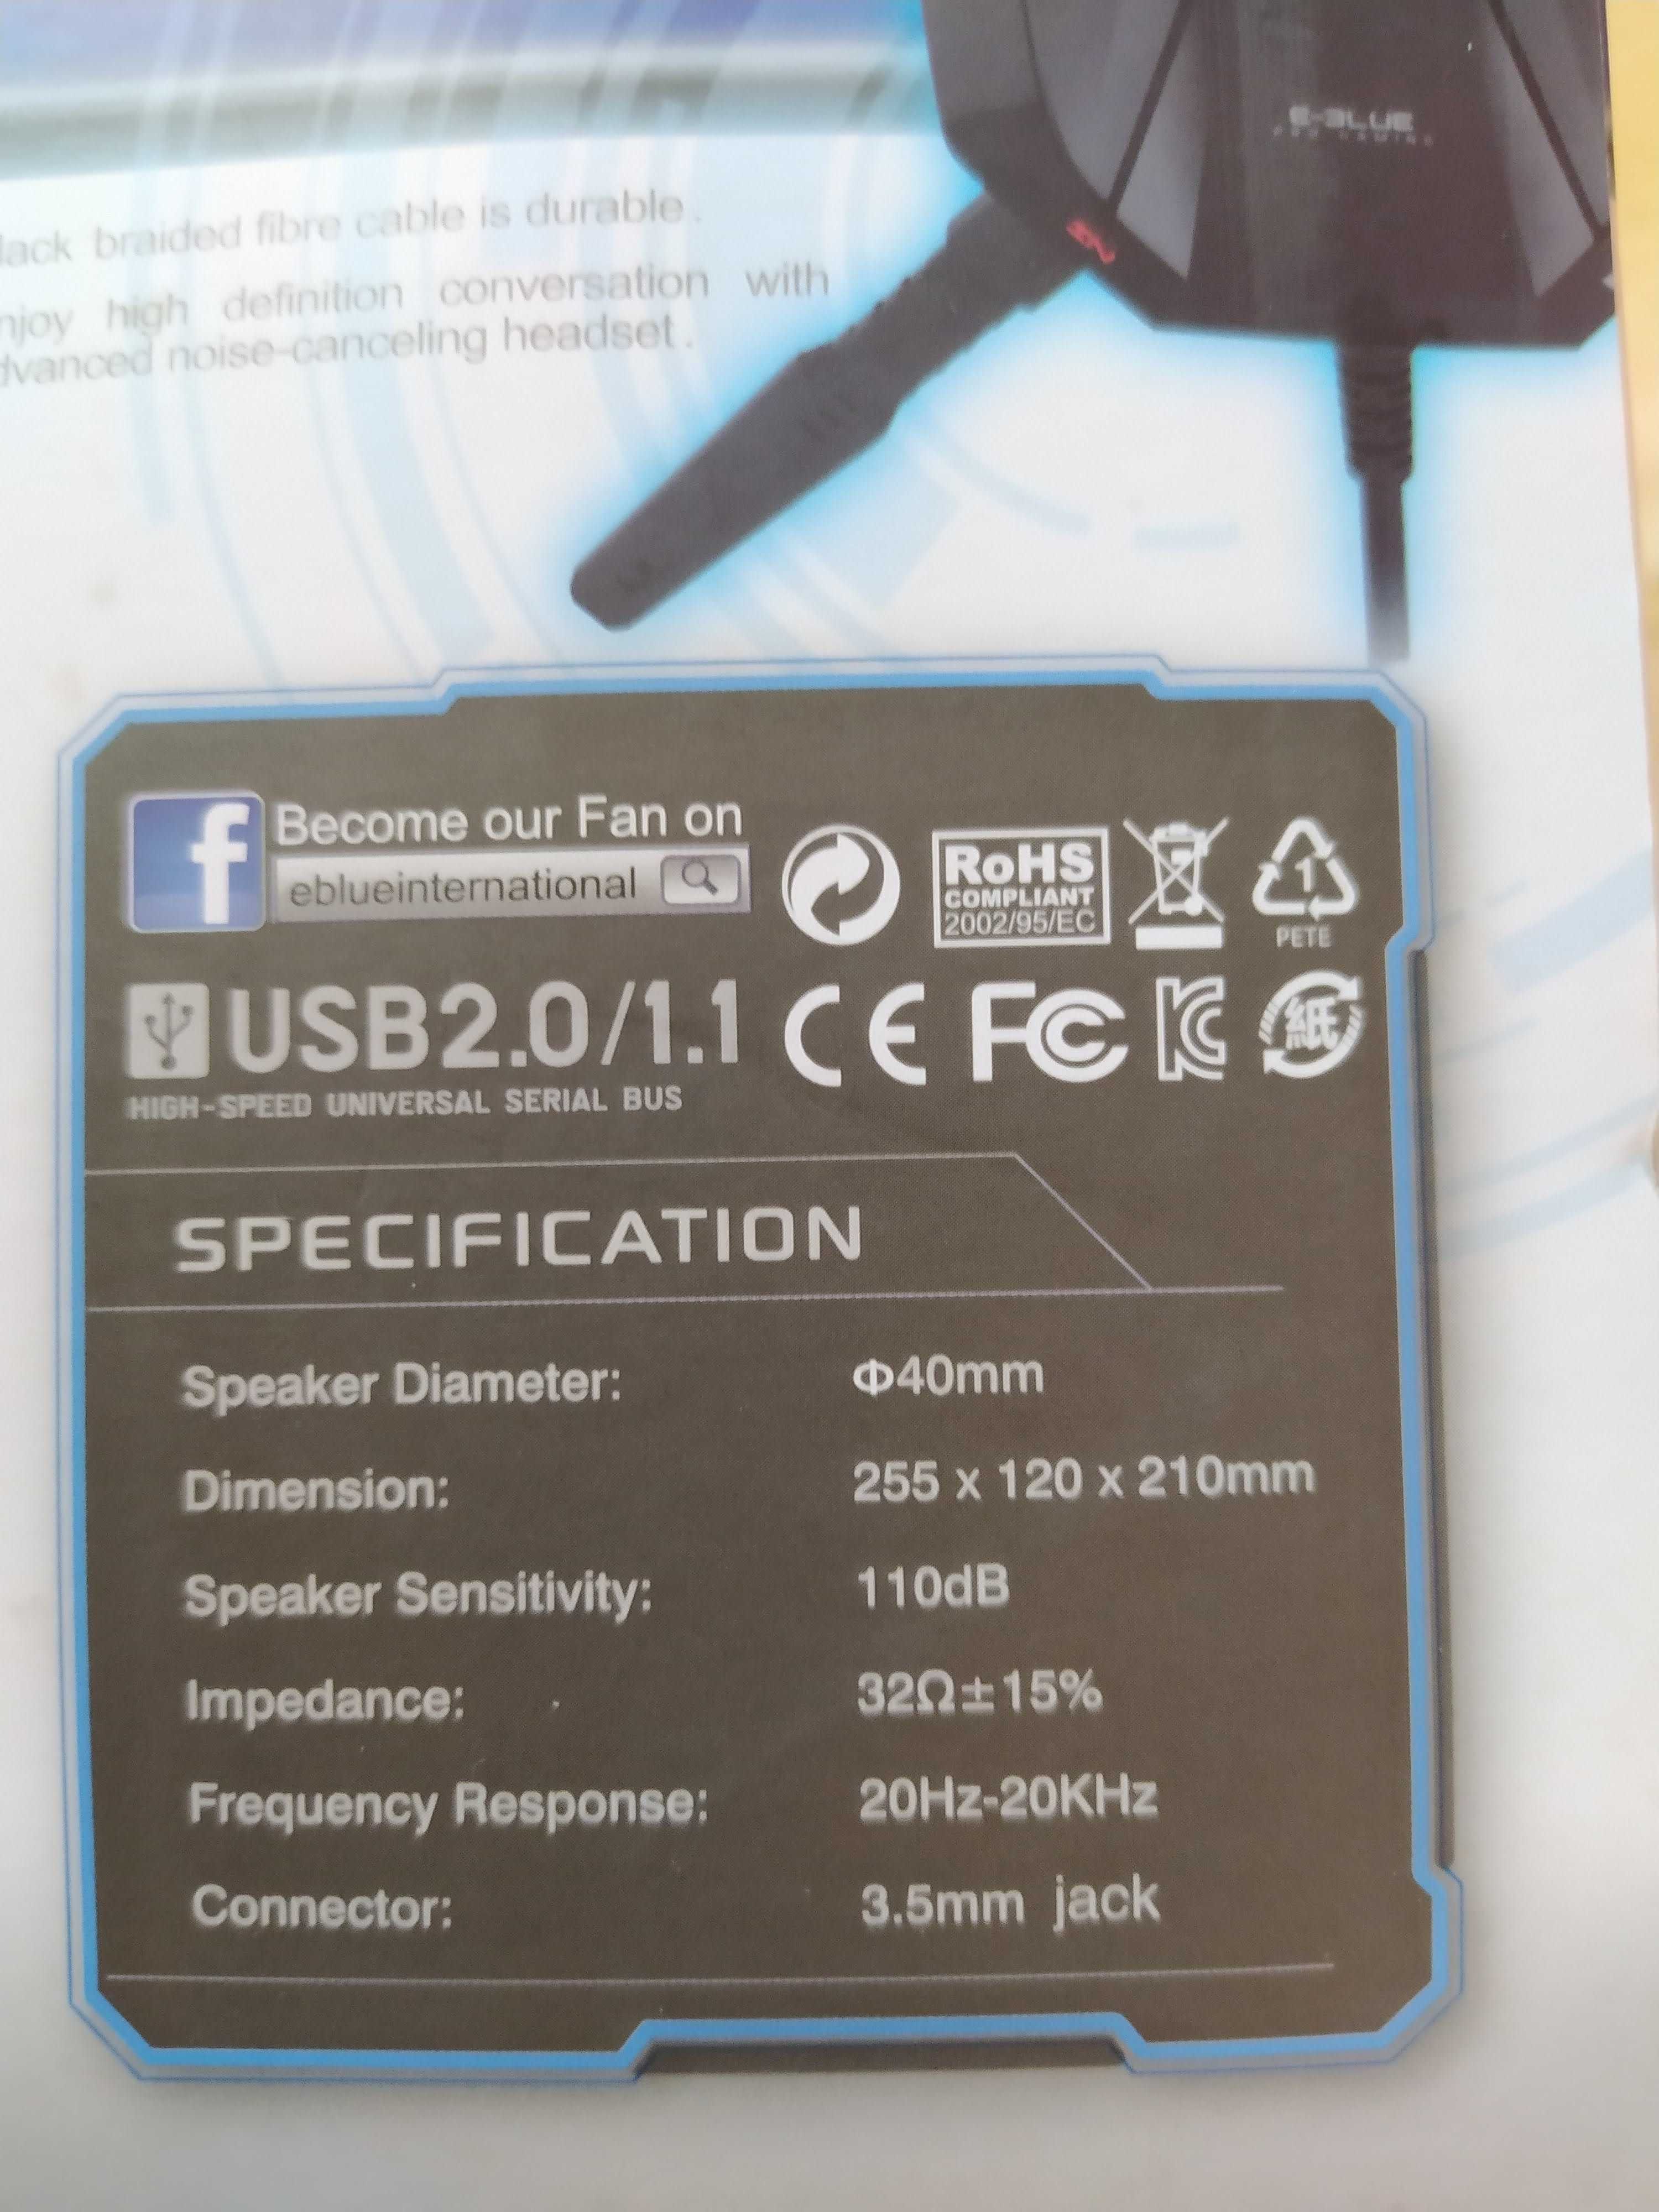 E-BLUE
PRO GAMING
lack braided fibre cable is durable.
njoy high definition conversation with
dvanced noise-canceling headset.
f Become our Fan on
eblueinternational
RoHS
COMPLIANT
2002/95/EC
1
PETE
USB2.0/1.1
HIGH-SPEED UNIVERSAL SERIAL BUS
CE FC KC 紙
SPECIFICATION
Speaker Diameter: Φ40mm
Dimension: 255 x 120 x 210mm
Speaker Sensitivity: 110dB
Impedance: 32Ω±15%
Frequency Response: 20Hz-20KHz
Connector: 3.5mm jack